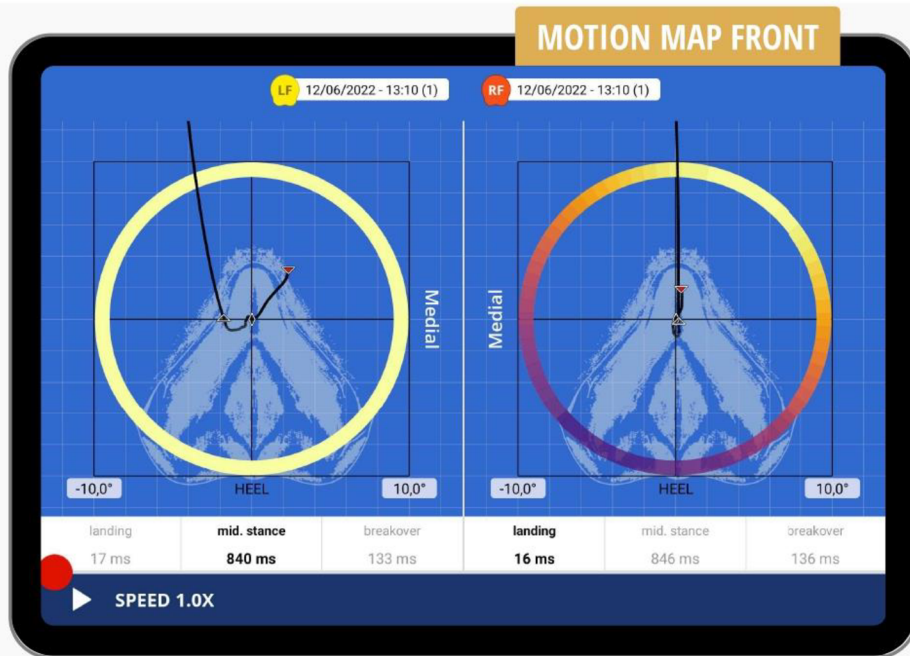 MOTION MAP FRONT
LF 12/06/2022 - 13:10 (1)
RF 12/06/2022 - 13:10 (1)
Medial
Medial
-10,0° HEEL 10,0°
-10,0° HEEL 10,0°
landing mid. stance breakover
17 ms 840 ms 133 ms
landing mid. stance breakover
16 ms 846 ms 136 ms
SPEED 1.0X